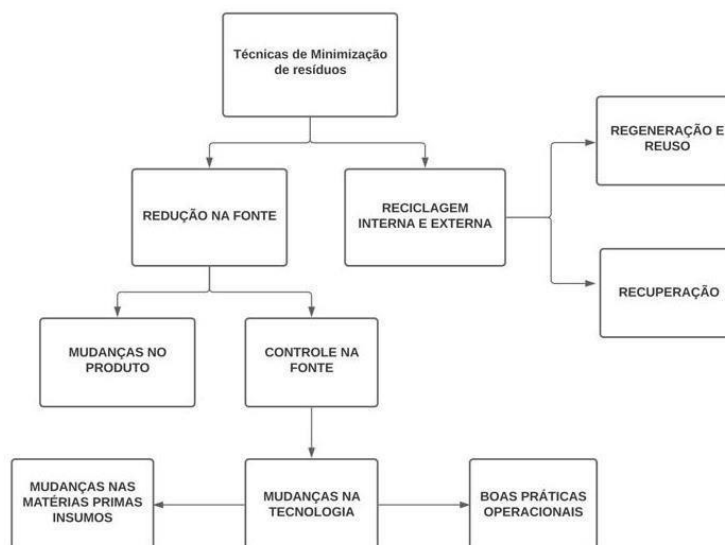 Técnicas de Minimização
de resíduos
REGENERAÇÃO E
REUSO
REDUÇÃO NA FONTE
RECICLAGEM
INTERNA E EXTERNA
RECUPERAÇÃO
MUDANÇAS NO
PRODUTO
CONTROLE NA
FONTE
MUDANÇAS NAS
MATÉRIAS PRIMAS
INSUMOS
MUDANÇAS NA
TECNOLOGIA
BOAS PRÁTICAS
OPERACIONAIS